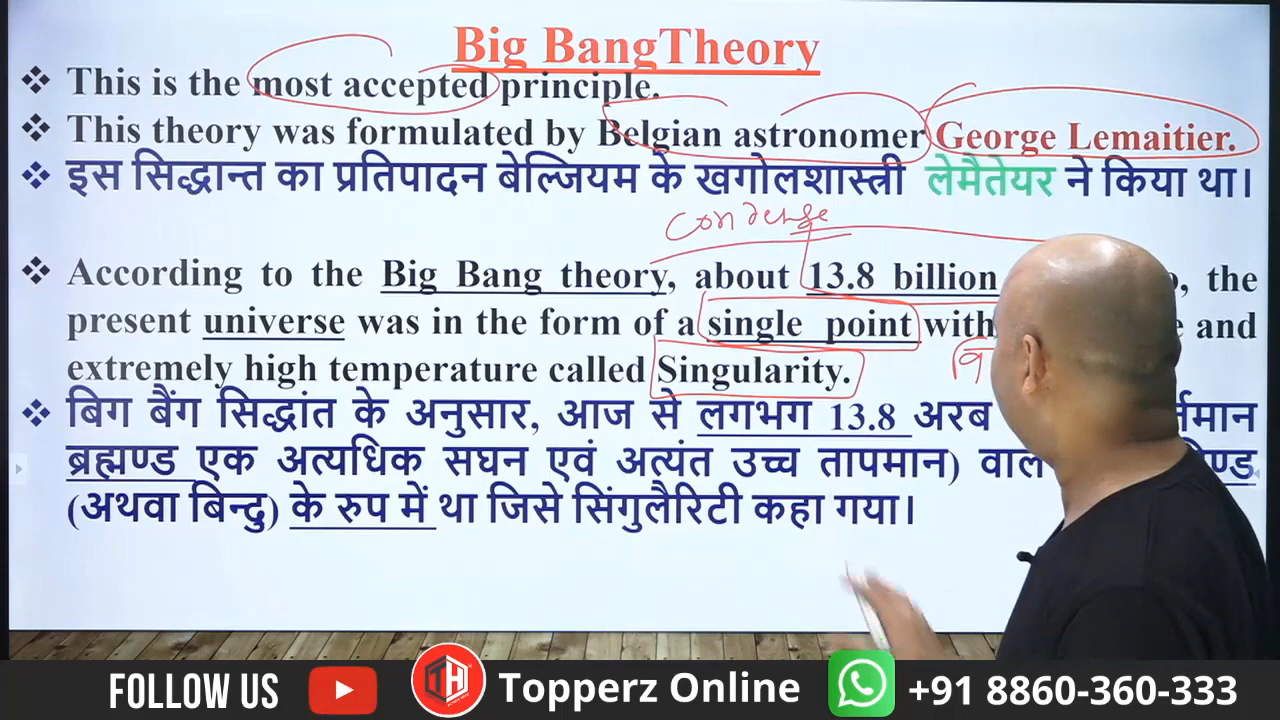 Big BangTheory
❖ This is the most accepted principle.
❖ This theory was formulated by Belgian astronomer George Lemaitier.
❖ इस सिद्धान्त का प्रतिपादन बेल्जियम के खगोलशास्त्री लेमैतेयर ने किया था।
Condense
❖ According to the Big Bang theory, about 13.8 billion the
present universe was in the form of a single point with and
extremely high temperature called Singularity.
❖ बिग बैंग सिद्धांत के अनुसार, आज से लगभग 13.8 अरब
ब्रह्मण्ड एक अत्यधिक सघन एवं अत्यंत उच्च तापमान)
(अथवा बिन्दु) के रुप में था जिसे सिंगुलैरिटी कहा गया।
FOLLOW US TH Topperz Online +91 8860-360-333